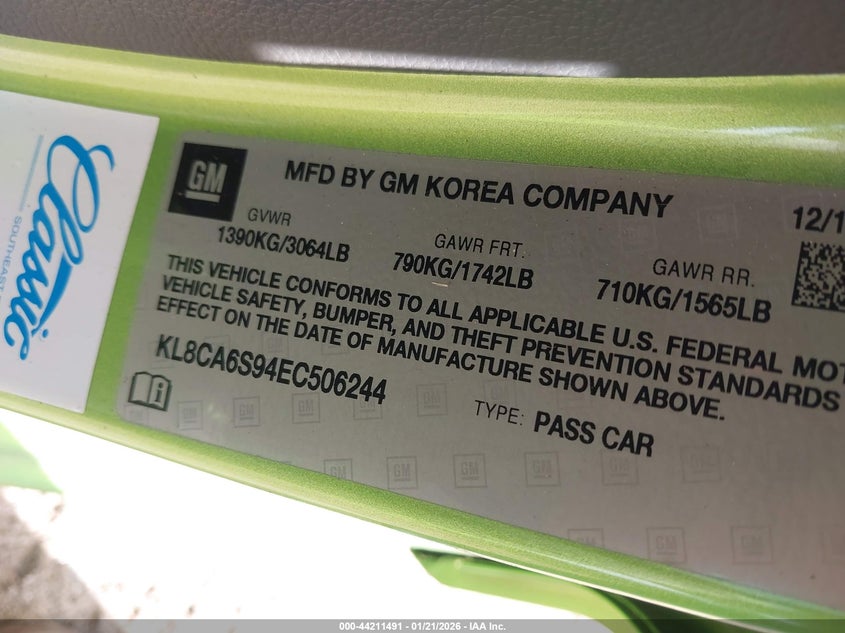 GM
MFD BY GM KOREA COMPANY
12/1
GVWR
1390KG/3064LB
GAWR FRT.
790KG/1742LB
GAWR RR.
710KG/1565LB
THIS VEHICLE CONFORMS TO ALL APPLICABLE U.S. FEDERAL MOT
VEHICLE SAFETY, BUMPER, AND THEFT PREVENTION STANDARDS
EFFECT ON THE DATE OF MANUFACTURE SHOWN ABOVE.
KL8CA6S94EC506244
TYPE: PASS CAR
Classic
SOUTHEAST
000-44211491 - 01/21/2026 - IAA Inc.